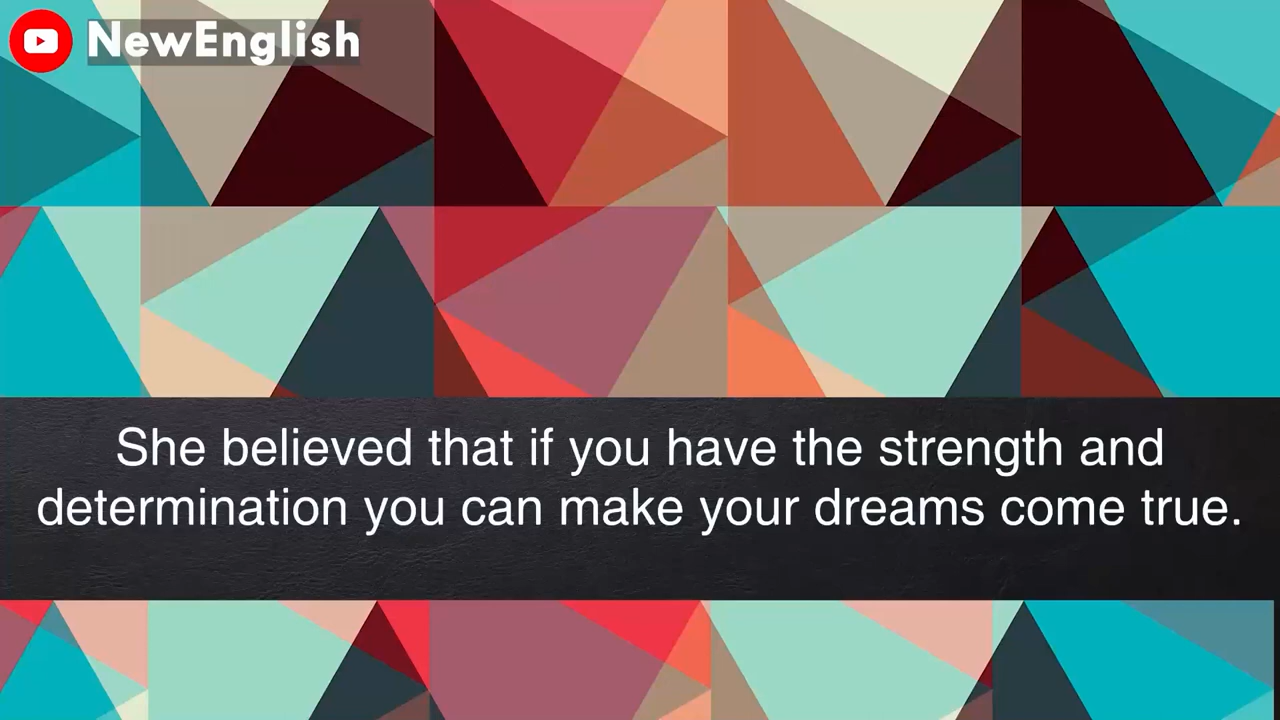 NewEnglish
She believed that if you have the strength and
determination you can make your dreams come true.